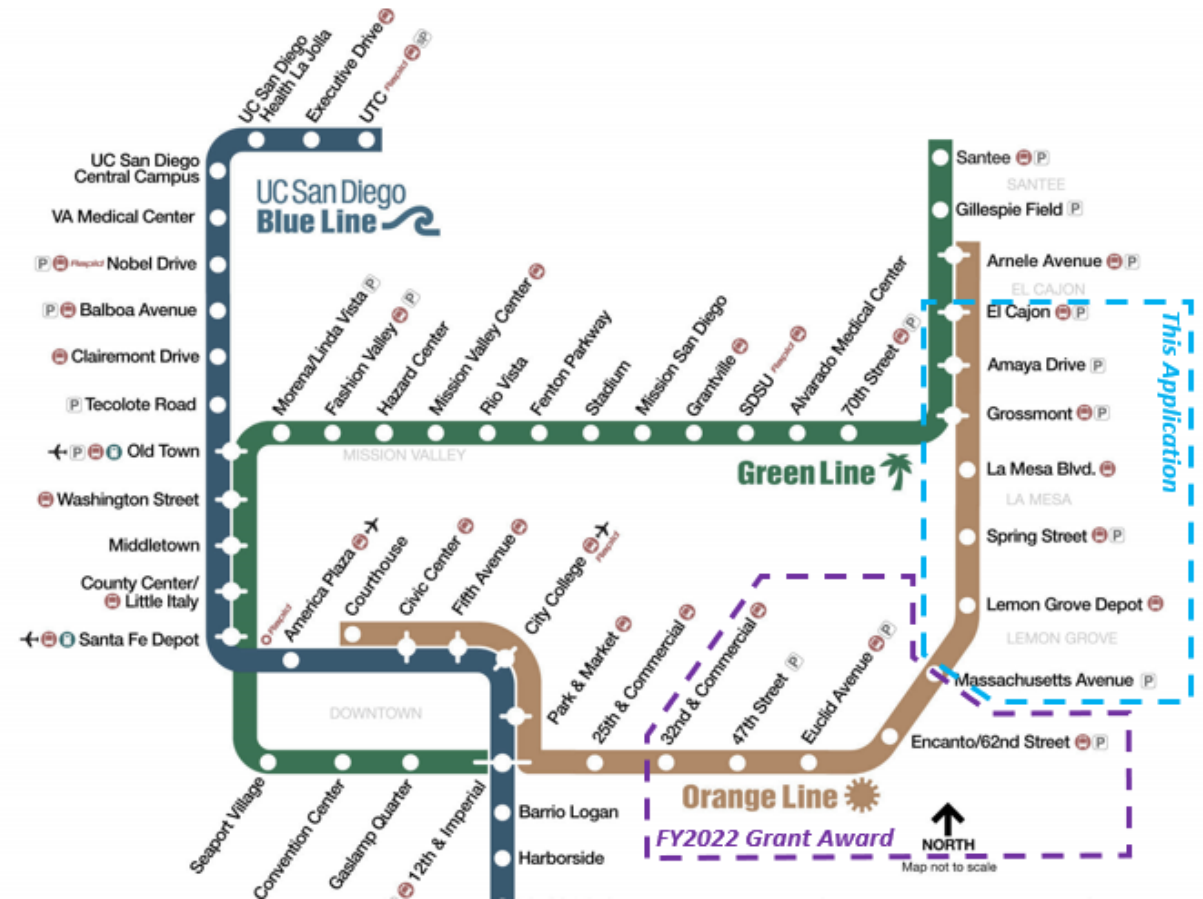 UC San Diego
Health La Jolla
Executive Drive
UTC Rapid SP
UC San Diego
Central Campus
VA Medical Center
P Rapid Nobel Drive
P Balboa Avenue
Clairemont Drive
P Tecolote Road
P Old Town
Washington Street
Middletown
County Center/
Little Italy
Santa Fe Depot
UC San Diego
Blue Line
Morena/Linda Vista P
Fashion Valley P
Hazard Center
Mission Valley Center
Rio Vista
Fenton Parkway
Stadium
Mission San Diego
Grantville
SDSU Rapid
Alvarado Medical Center
70th Street P
MISSION VALLEY
Green Line
Santee P
SANTEE
Gillespie Field P
Arnele Avenue P
EL CAJON
El Cajon P
Amaya Drive P
Grossmont P
La Mesa Blvd.
LA MESA
Spring Street P
Lemon Grove Depot
LEMON GROVE
Massachusetts Avenue P
This Application
Rapid
America Plaza
Courthouse
Civic Center
Fifth Avenue
City College Rapid
Park & Market
25th & Commercial
32nd & Commercial
47th Street P
Euclid Avenue P
Encanto/62nd Street P
DOWNTOWN
Orange Line
FY2022 Grant Award
NORTH
Map not to scale
Seaport Village
Convention Center
Gaslamp Quarter
12th & Imperial
Barrio Logan
Harborside